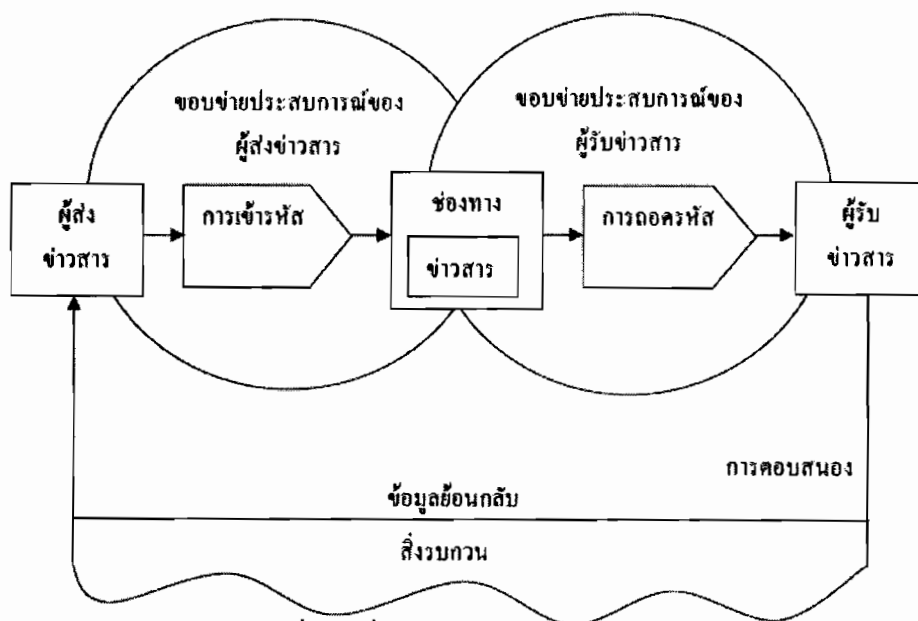 ขอบข่ายประสบการณ์ของ
ผู้ส่งข่าวสาร
ขอบข่ายประสบการณ์ของ
ผู้รับข่าวสาร
ผู้ส่ง
ข่าวสาร
การเข้ารหัส
ช่องทาง
ข่าวสาร
การถอดรหัส
ผู้รับ
ข่าวสาร
การตอบสนอง
ข้อมูลย้อนกลับ
สิ่งรบกวน